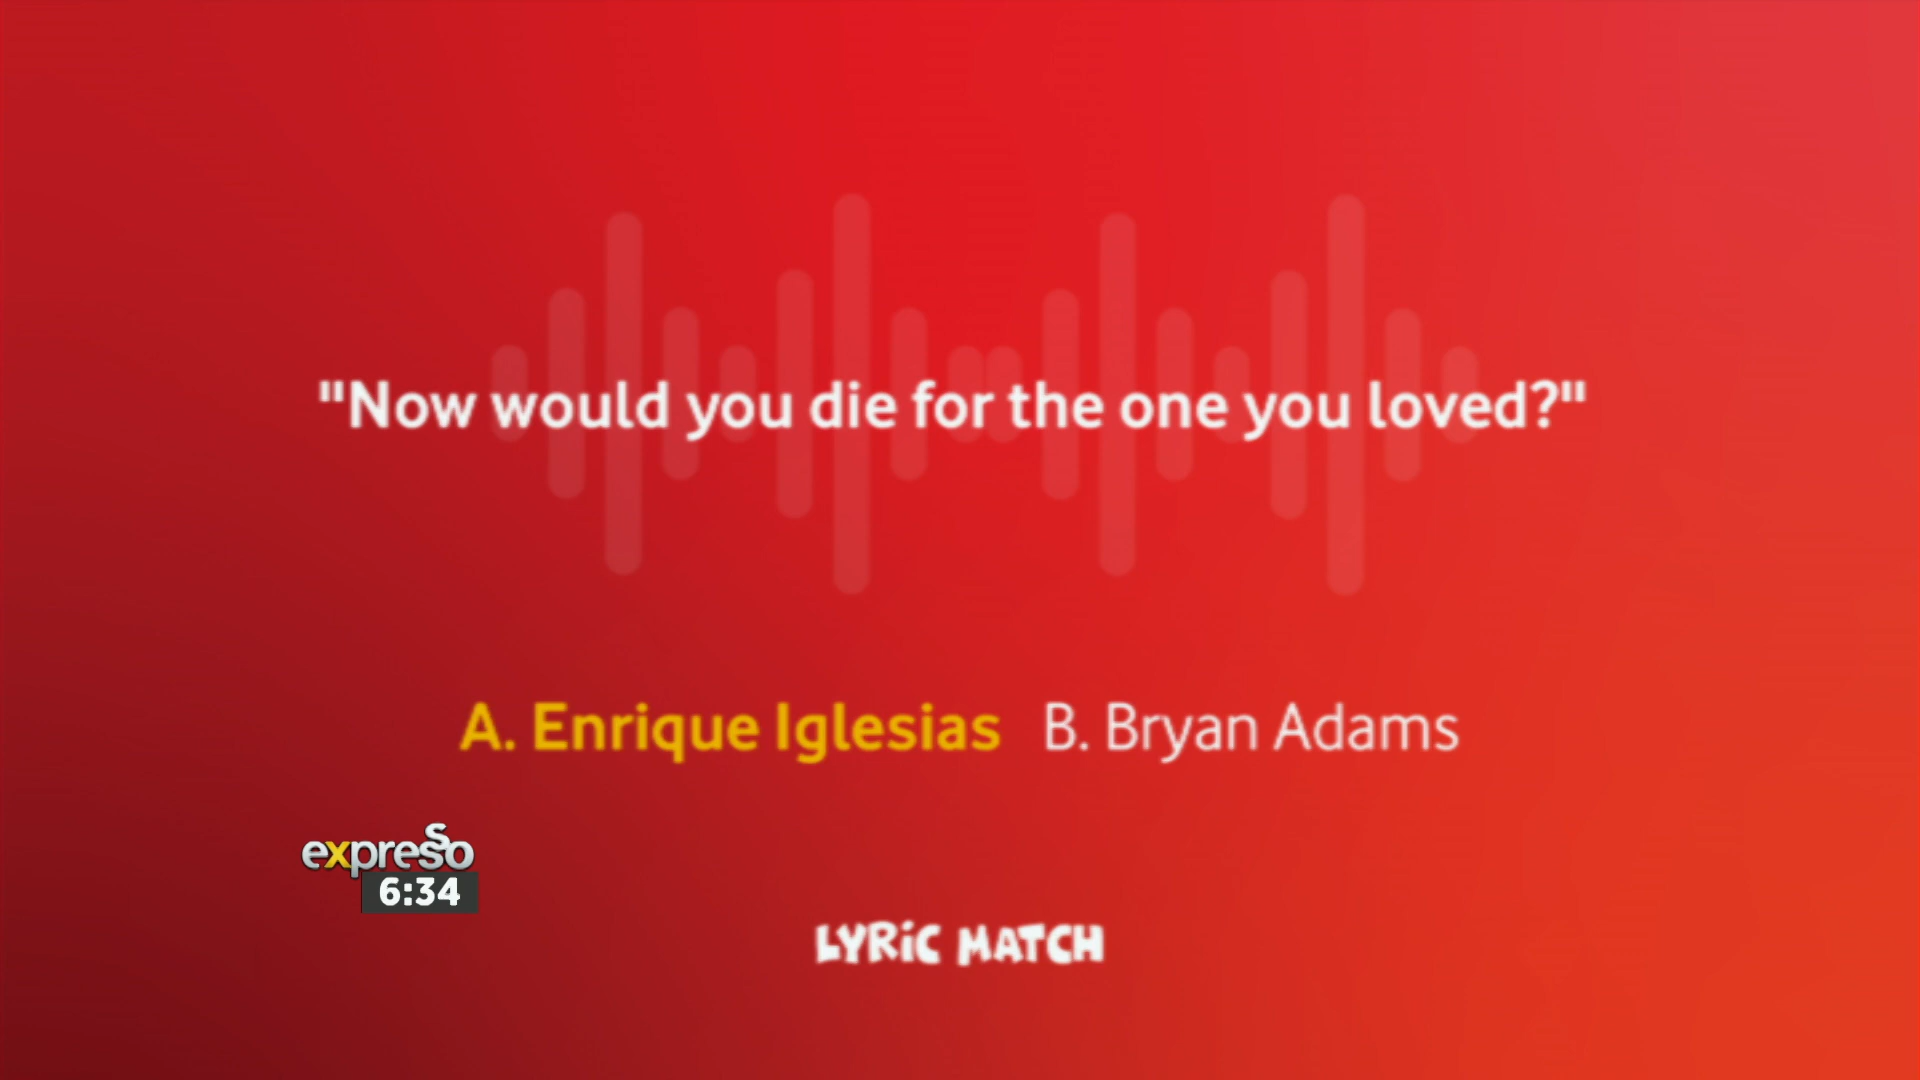 "Now would you die for the one you loved?"
A. Enrique Iglesias B. Bryan Adams
expresso
6:34
LYRiC MATCH